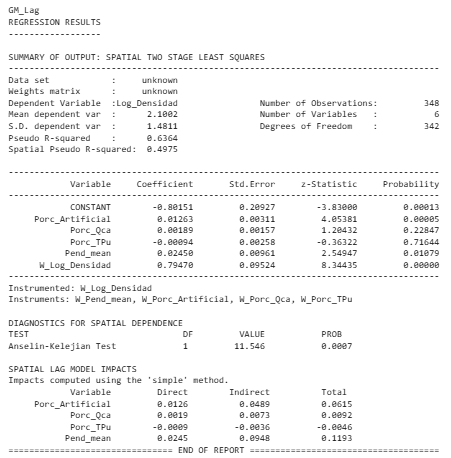 GM_Lag
REGRESSION RESULTS
------------------
SUMMARY OF OUTPUT: SPATIAL TWO STAGE LEAST SQUARES
Data set : unknown
Weights matrix : unknown
Dependent Variable :Log_Densidad Number of Observations: 348
Mean dependent var : 2.1002 Number of Variables : 6
S.D. dependent var : 1.4811 Degrees of Freedom : 342
Pseudo R-squared : 0.6364
Spatial Pseudo R-squared: 0.4975
Variable Coefficient Std.Error z-Statistic Probability
CONSTANT -0.80151 0.20927 -3.83000 0.00013
Porc_Artificial 0.01263 0.00311 4.05381 0.00005
Porc_Qca 0.00189 0.00157 1.20432 0.22847
Porc_TPu -0.00094 0.00258 -0.36322 0.71644
Pend_mean 0.02450 0.00961 2.54947 0.01079
W_Log_Densidad 0.79470 0.09524 8.34435 0.00000
Instrumented: W_Log_Densidad
Instruments: W_Pend_mean, W_Porc_Artificial, W_Porc_Qca, W_Porc_TPu
DIAGNOSTICS FOR SPATIAL DEPENDENCE
TEST DF VALUE PROB
Anselin-Kelejian Test 1 11.546 0.0007
SPATIAL LAG MODEL IMPACTS
Impacts computed using the 'simple' method.
Variable Direct Indirect Total
Porc_Artificial 0.0126 0.0489 0.0615
Porc_Qca 0.0019 0.0073 0.0092
Porc_TPu -0.0009 -0.0036 -0.0046
Pend_mean 0.0245 0.0948 0.1193
================================ END OF REPORT =====================================